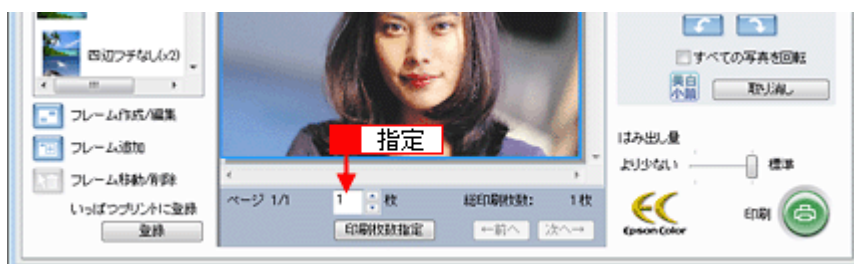 四辺フチなし(x2)
フレーム作成/編集
フレーム追加
フレーム移動/削除
いっぱつプリントに登録
登録
指定
ページ 1/1
1 枚
総印刷枚数: 1枚
印刷枚数指定
←前へ
次へ→
すべての写真を回転
美白
小顔
取り消し
はみ出し量
より少ない
標準
Epson Color
印刷